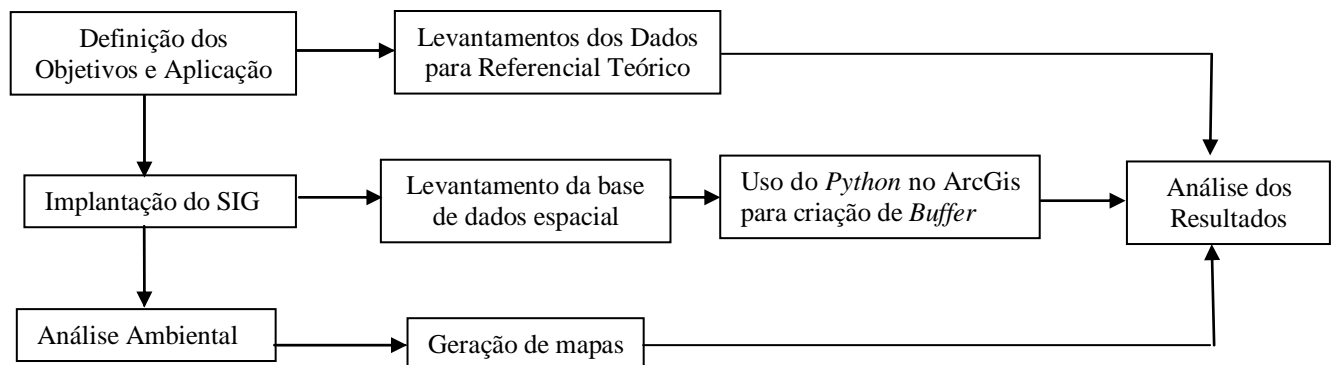 Definição dos
Objetivos e Aplicação
Levantamentos dos Dados
para Referencial Teórico
Implantação do SIG
Levantamento da base
de dados espacial
Uso do Python no ArcGis
para criação de Buffer
Análise dos
Resultados
Análise Ambiental
Geração de mapas